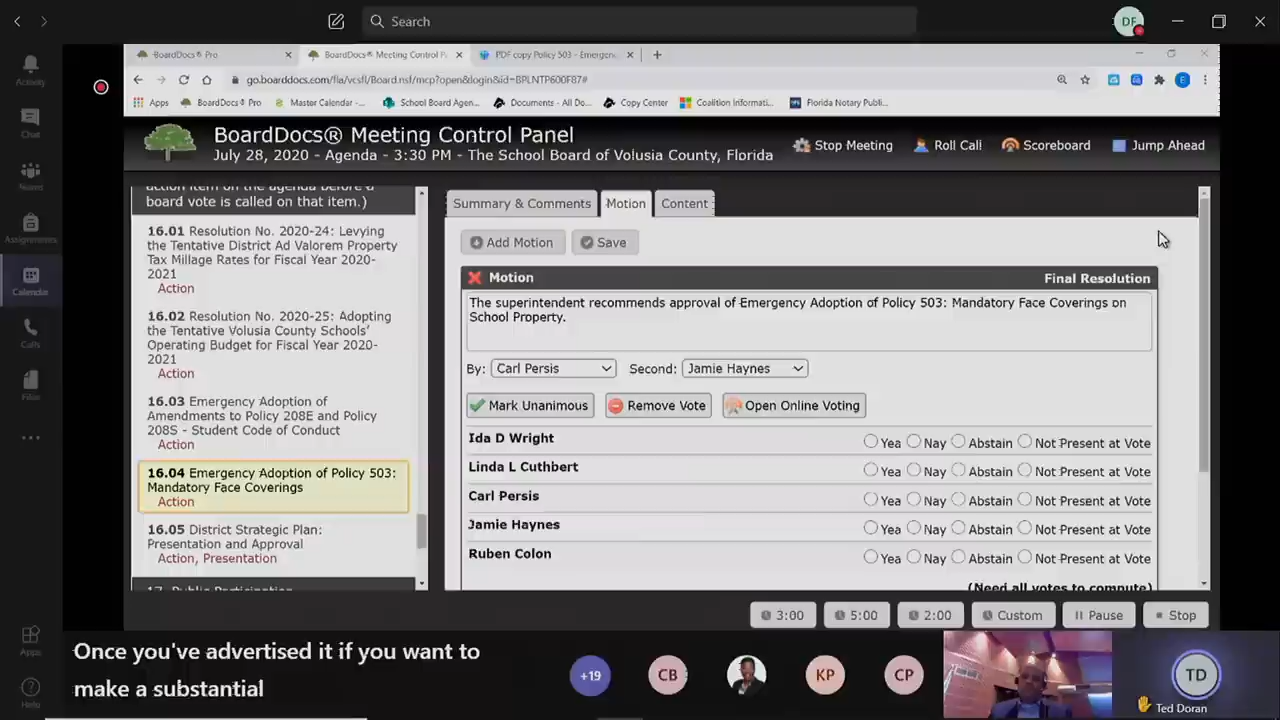 Search
DF
Activity
Chat
Teams
Assignments
Calendar
Calls
Files
Apps
Help
BoardDocs® Pro
BoardDocs® Meeting Control P
PDF copy Policy 503 - Emergen
go.boarddocs.com/fla/vcsfl/Board.nsf/mcp?open&login&id=BPLNTP600F87#
E
Apps
BoardDocs® Pro
Master Calendar -...
School Board Agen...
Documents - All Do...
Copy Center
Coalition Informati...
Florida Notary Publi...
BoardDocs® Meeting Control Panel
July 28, 2020 - Agenda - 3:30 PM - The School Board of Volusia County, Florida
Stop Meeting
Roll Call
Scoreboard
Jump Ahead
action item on the agenda before a
board vote is called on that item.)
16.01 Resolution No. 2020-24: Levying
the Tentative District Ad Valorem Property
Tax Millage Rates for Fiscal Year 2020-
2021
Action
16.02 Resolution No. 2020-25: Adopting
the Tentative Volusia County Schools'
Operating Budget for Fiscal Year 2020-
2021
Action
16.03 Emergency Adoption of
Amendments to Policy 208E and Policy
208S - Student Code of Conduct
Action
16.04 Emergency Adoption of Policy 503:
Mandatory Face Coverings
Action
16.05 District Strategic Plan:
Presentation and Approval
Action, Presentation
17. Public Participation
Summary & Comments
Motion
Content
Add Motion
Save
Motion
Final Resolution
The superintendent recommends approval of Emergency Adoption of Policy 503: Mandatory Face Coverings on
School Property.
By: Carl Persis Second: Jamie Haynes
Mark Unanimous
Remove Vote
Open Online Voting
Ida D Wright Yea Nay Abstain Not Present at Vote
Linda L Cuthbert Yea Nay Abstain Not Present at Vote
Carl Persis Yea Nay Abstain Not Present at Vote
Jamie Haynes Yea Nay Abstain Not Present at Vote
Ruben Colon Yea Nay Abstain Not Present at Vote
(Need all votes to compute)
3:00
5:00
2:00
Custom
Pause
Stop
Once you've advertised it if you want to
make a substantial
+19
CB
KP
CP
TD
Ted Doran